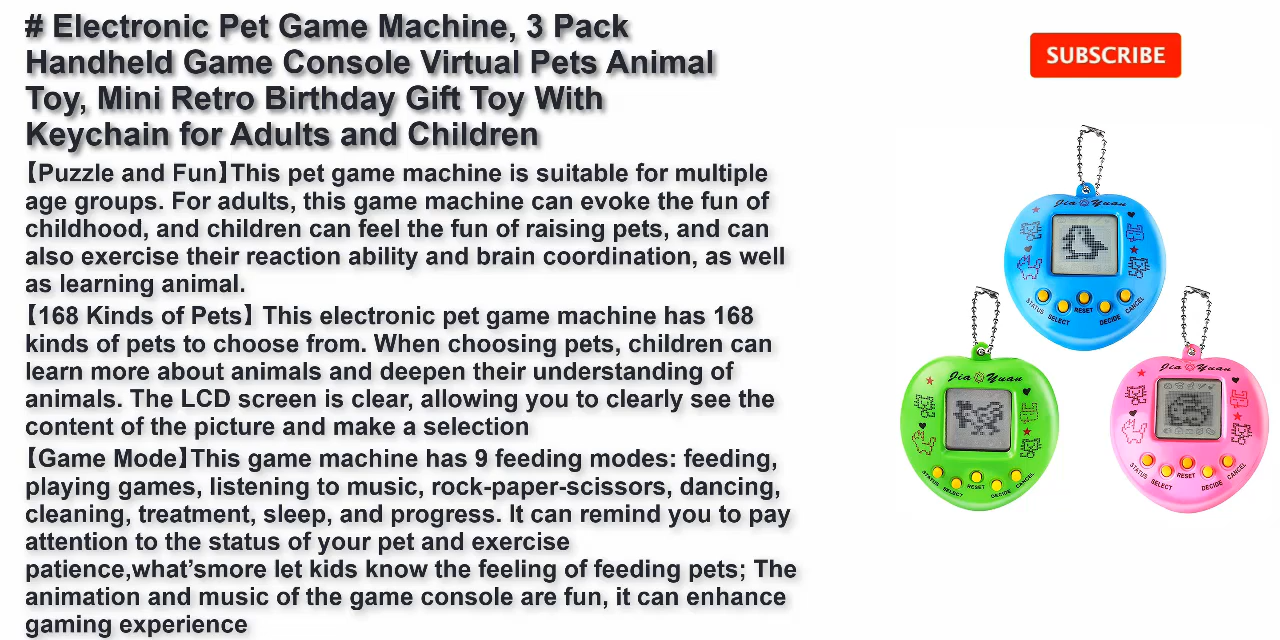 # Electronic Pet Game Machine, 3 Pack
Handheld Game Console Virtual Pets Animal
Toy, Mini Retro Birthday Gift Toy With
Keychain for Adults and Children
【Puzzle and Fun】This pet game machine is suitable for multiple
age groups. For adults, this game machine can evoke the fun of
childhood, and children can feel the fun of raising pets, and can
also exercise their reaction ability and brain coordination, as well
as learning animal.
【168 Kinds of Pets】 This electronic pet game machine has 168
kinds of pets to choose from. When choosing pets, children can
learn more about animals and deepen their understanding of
animals. The LCD screen is clear, allowing you to clearly see the
content of the picture and make a selection
【Game Mode】This game machine has 9 feeding modes: feeding,
playing games, listening to music, rock-paper-scissors, dancing,
cleaning, treatment, sleep, and progress. It can remind you to pay
attention to the status of your pet and exercise
patience,what’smore let kids know the feeling of feeding pets; The
animation and music of the game console are fun, it can enhance
gaming experience
SUBSCRIBE
Jia Yuan
STATUS SELECT RESET DECIDE CANCEL
Jia Yuan
STATUS SELECT RESET DECIDE CANCEL
Jia Yuan
STATUS SELECT RESET DECIDE CANCEL